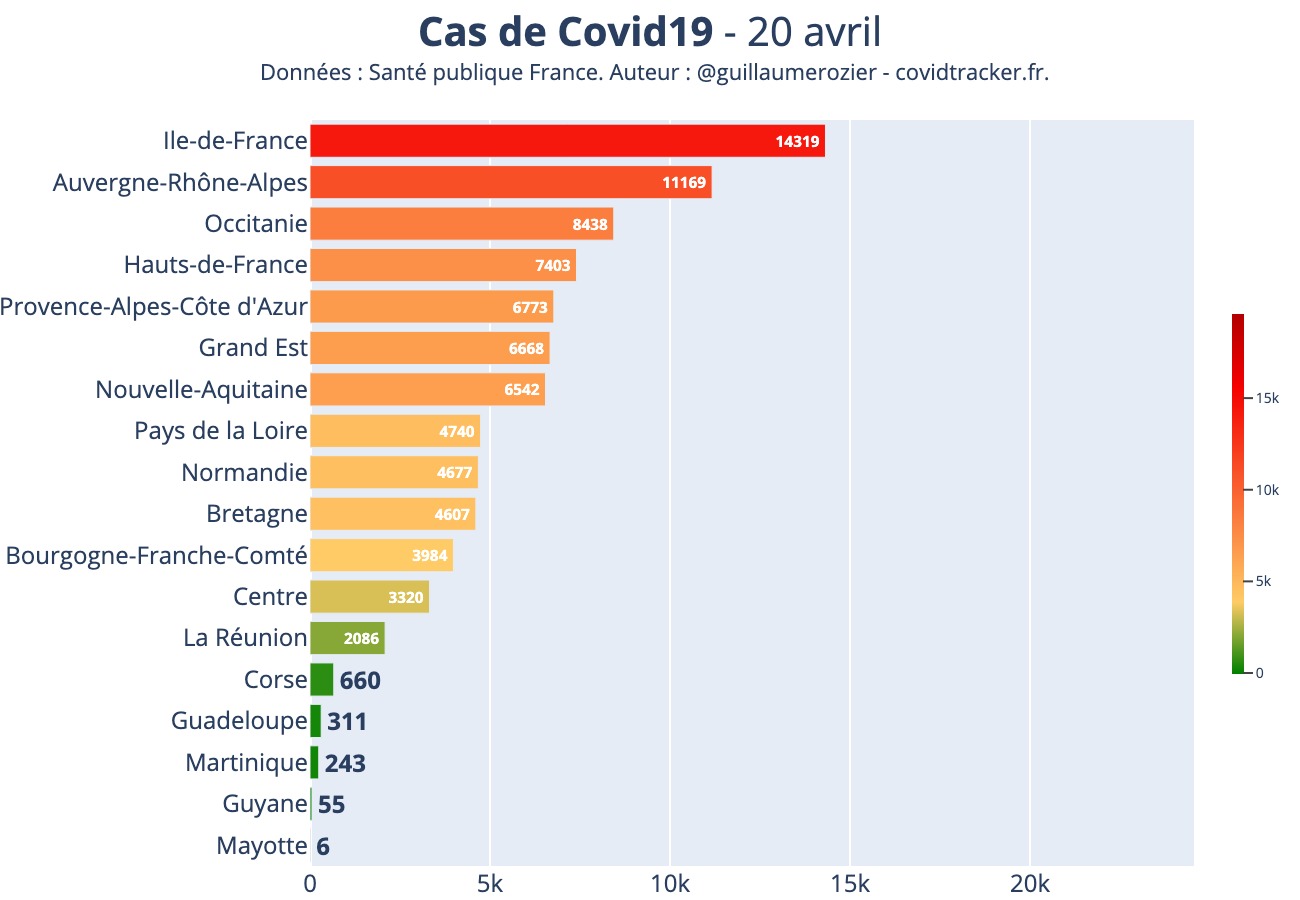 Cas de Covid19 - 20 avril
Données : Santé publique France. Auteur : @guillaumerozier - covidtracker.fr.
Ile-de-France 14319
Auvergne-Rhône-Alpes 11169
Occitanie 8438
Hauts-de-France 7403
Provence-Alpes-Côte d'Azur 6773
Grand Est 6668
Nouvelle-Aquitaine 6542
Pays de la Loire 4740
Normandie 4677
Bretagne 4607
Bourgogne-Franche-Comté 3984
Centre 3320
La Réunion 2086
Corse 660
Guadeloupe 311
Martinique 243
Guyane 55
Mayotte 6
0 5k 10k 15k 20k
15k
10k
5k
0